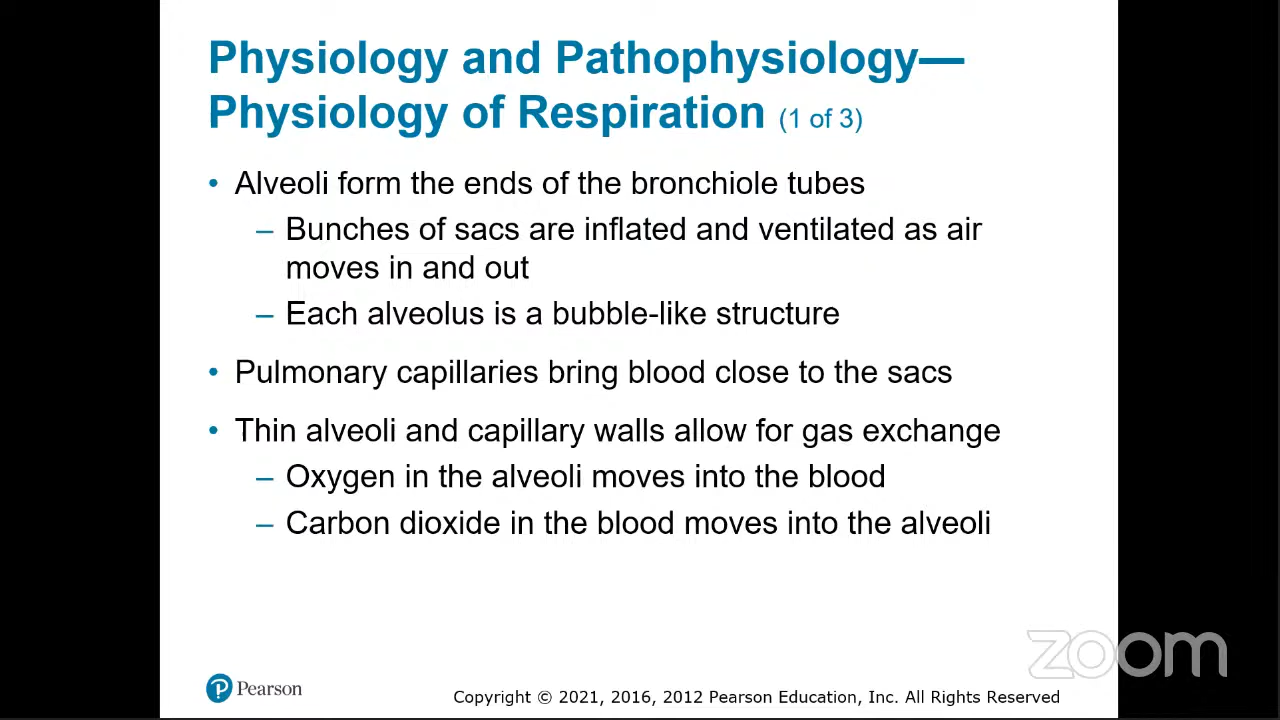 Physiology and Pathophysiology—
Physiology of Respiration (1 of 3)
• Alveoli form the ends of the bronchiole tubes
– Bunches of sacs are inflated and ventilated as air
moves in and out
– Each alveolus is a bubble-like structure
• Pulmonary capillaries bring blood close to the sacs
• Thin alveoli and capillary walls allow for gas exchange
– Oxygen in the alveoli moves into the blood
– Carbon dioxide in the blood moves into the alveoli
zoom
Pearson
Copyright © 2021, 2016, 2012 Pearson Education, Inc. All Rights Reserved